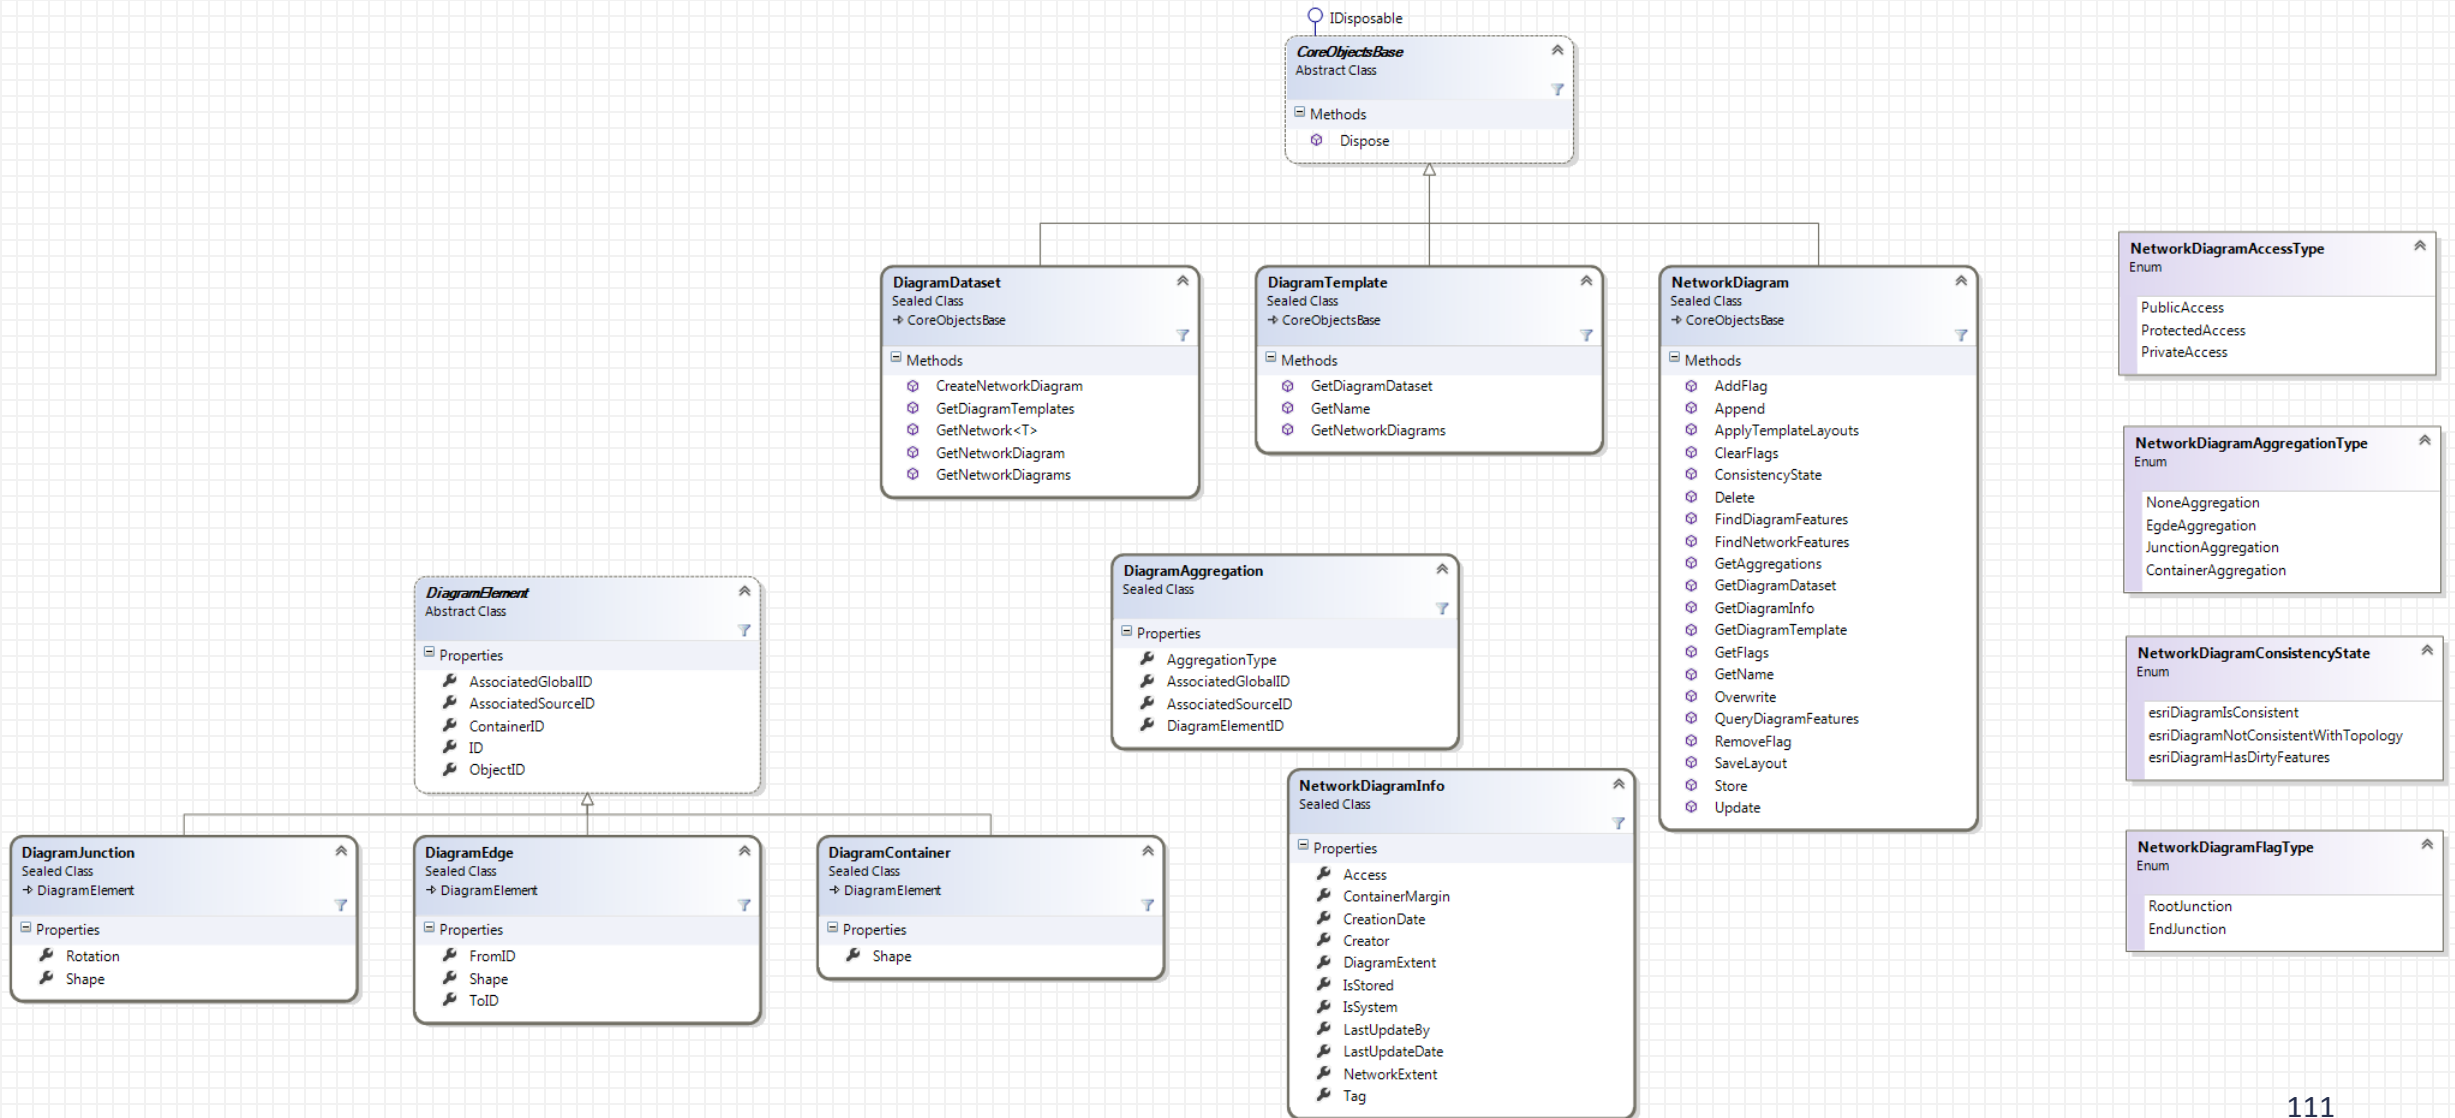 IDisposable
CoreObjectsBase
Abstract Class
Methods
Dispose
DiagramDataset
Sealed Class
CoreObjectsBase
Methods
CreateNetworkDiagram
GetDiagramTemplates
GetNetwork<T>
GetNetworkDiagram
GetNetworkDiagrams
DiagramTemplate
Sealed Class
CoreObjectsBase
Methods
GetDiagramDataset
GetName
GetNetworkDiagrams
NetworkDiagram
Sealed Class
CoreObjectsBase
Methods
AddFlag
Append
ApplyTemplateLayouts
ClearFlags
ConsistencyState
Delete
FindDiagramFeatures
FindNetworkFeatures
GetAggregations
GetDiagramDataset
GetDiagramInfo
GetDiagramTemplate
GetFlags
GetName
Overwrite
QueryDiagramFeatures
RemoveFlag
SaveLayout
Store
Update
NetworkDiagramAccessType
Enum
PublicAccess
ProtectedAccess
PrivateAccess
NetworkDiagramAggregationType
Enum
NoneAggregation
EgdeAggregation
JunctionAggregation
ContainerAggregation
NetworkDiagramConsistencyState
Enum
esriDiagramIsConsistent
esriDiagramNotConsistentWithTopology
esriDiagramHasDirtyFeatures
NetworkDiagramFlagType
Enum
RootJunction
EndJunction
DiagramElement
Abstract Class
Properties
AssociatedGlobalID
AssociatedSourceID
ContainerID
ID
ObjectID
DiagramAggregation
Sealed Class
Properties
AggregationType
AssociatedGlobalID
AssociatedSourceID
DiagramElementID
DiagramJunction
Sealed Class
DiagramElement
Properties
Rotation
Shape
DiagramEdge
Sealed Class
DiagramElement
Properties
FromID
Shape
ToID
DiagramContainer
Sealed Class
DiagramElement
Properties
Shape
NetworkDiagramInfo
Sealed Class
Properties
Access
ContainerMargin
CreationDate
Creator
DiagramExtent
IsStored
IsSystem
LastUpdateBy
LastUpdateDate
NetworkExtent
Tag
111